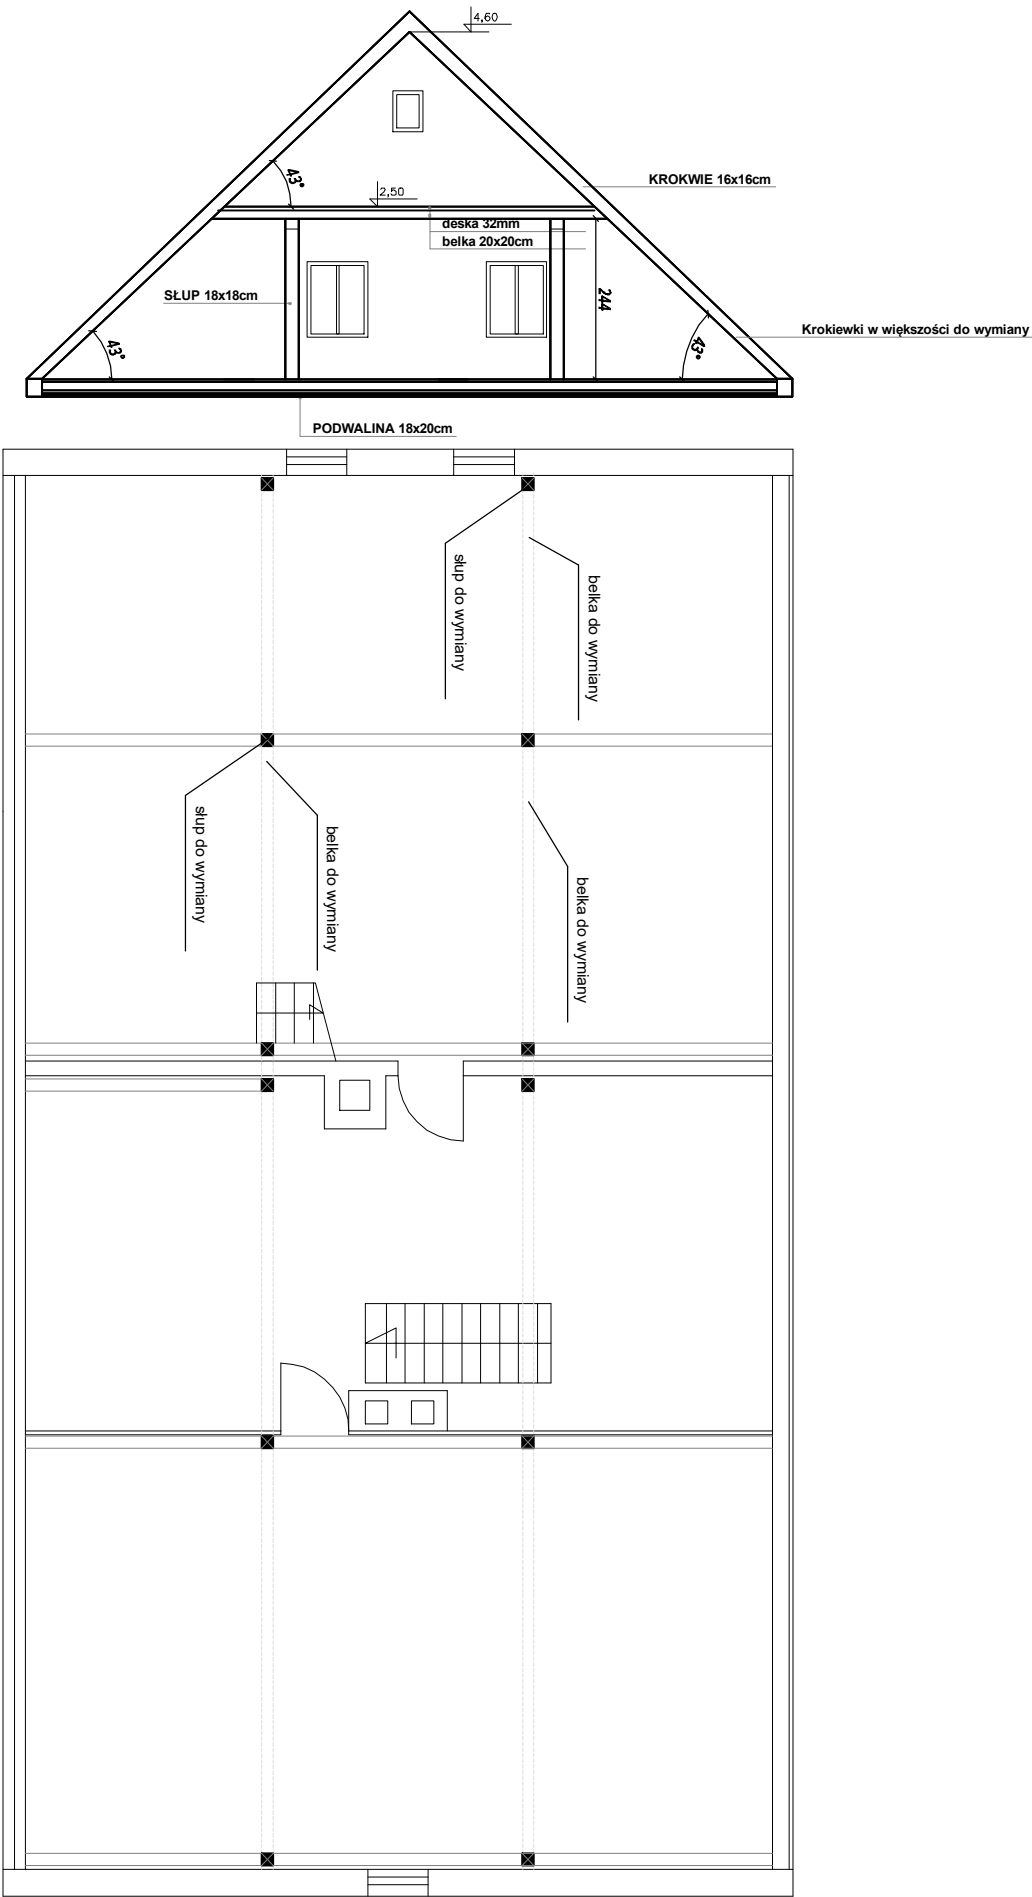 4,60
43°
KROKWIE 16x16cm
2,50
deska 32mm
belka 20x20cm
SŁUP 18x18cm
244
Krokiewki w większości do wymiany
43°
43°
PODWALINA 18x20cm
słup do wymiany
belka do wymiany
słup do wymiany
belka do wymiany
belka do wymiany